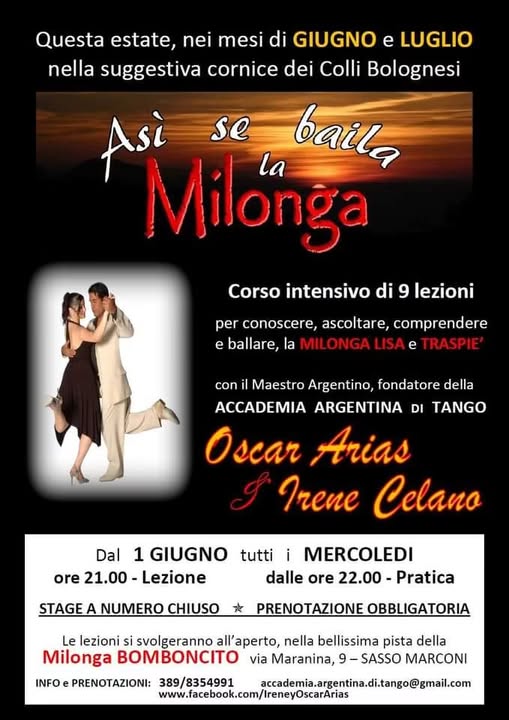 Questa estate, nei mesi di GIUGNO e LUGLIO
nella suggestiva cornice dei Colli Bolognesi
Asì se baila
la
Milonga
Corso intensivo di 9 lezioni
per conoscere, ascoltare, comprendere
e ballare, la MILONGA LISA e TRASPIE'
con il Maestro Argentino, fondatore della
ACCADEMIA ARGENTINA DI TANGO
Oscar Arias
& Irene Celano
Dal 1 GIUGNO tutti i MERCOLEDI
ore 21.00 - Lezione dalle ore 22.00 - Pratica
STAGE A NUMERO CHIUSO ✯ PRENOTAZIONE OBBLIGATORIA
Le lezioni si svolgeranno all'aperto, nella bellissima pista della
Milonga BOMBONCITO via Maranina, 9 – SASSO MARCONI
INFO e PRENOTAZIONI: 389/8354991 accademia.argentina.di.tango@gmail.com
www.facebook.com/IreneyOscarArias